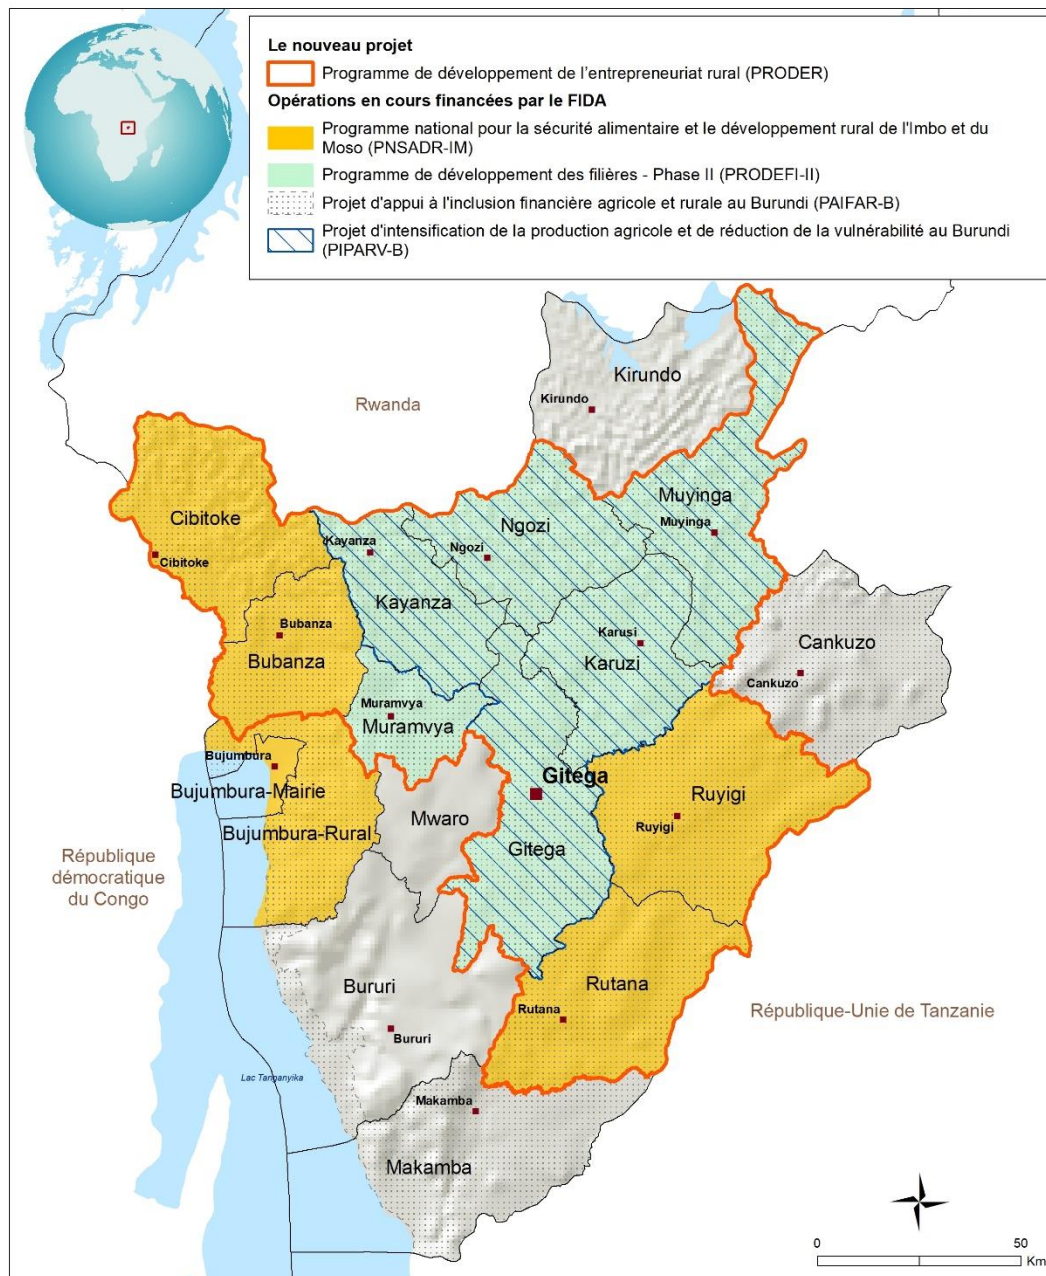 Le nouveau projet
Programme de développement de l'entrepreneuriat rural (PRODER)
Opérations en cours financées par le FIDA
Programme national pour la sécurité alimentaire et le développement rural de l'Imbo et du
Moso (PNSADR-IM)
Programme de développement des filières - Phase II (PRODEFI-II)
Projet d'appui à l'inclusion financière agricole et rurale au Burundi (PAIFAR-B)
Projet d'intensification de la production agricole et de réduction de la vulnérabilité au Burundi
(PIPARV-B)
Kirundo
Kirundo
Rwanda
Muyinga
Muyinga
Cibitoke
Cibitoke
Ngozi
Ngozi
Kayanza
Kayanza
Bubanza
Bubanza
Karusi
Karuzi
Cankuzo
Cankuzo
Muramvya
Muramvya
Bujumbura
Bujumbura-Mairie
Bujumbura-Rural
Gitega
Gitega
Mwaro
Ruyigi
Ruyigi
République
démocratique
du Congo
Bururi
Bururi
Rutana
Rutana
République-Unie de Tanzanie
Lac Tanganyika
Makamba
Makamba
0 50
Km